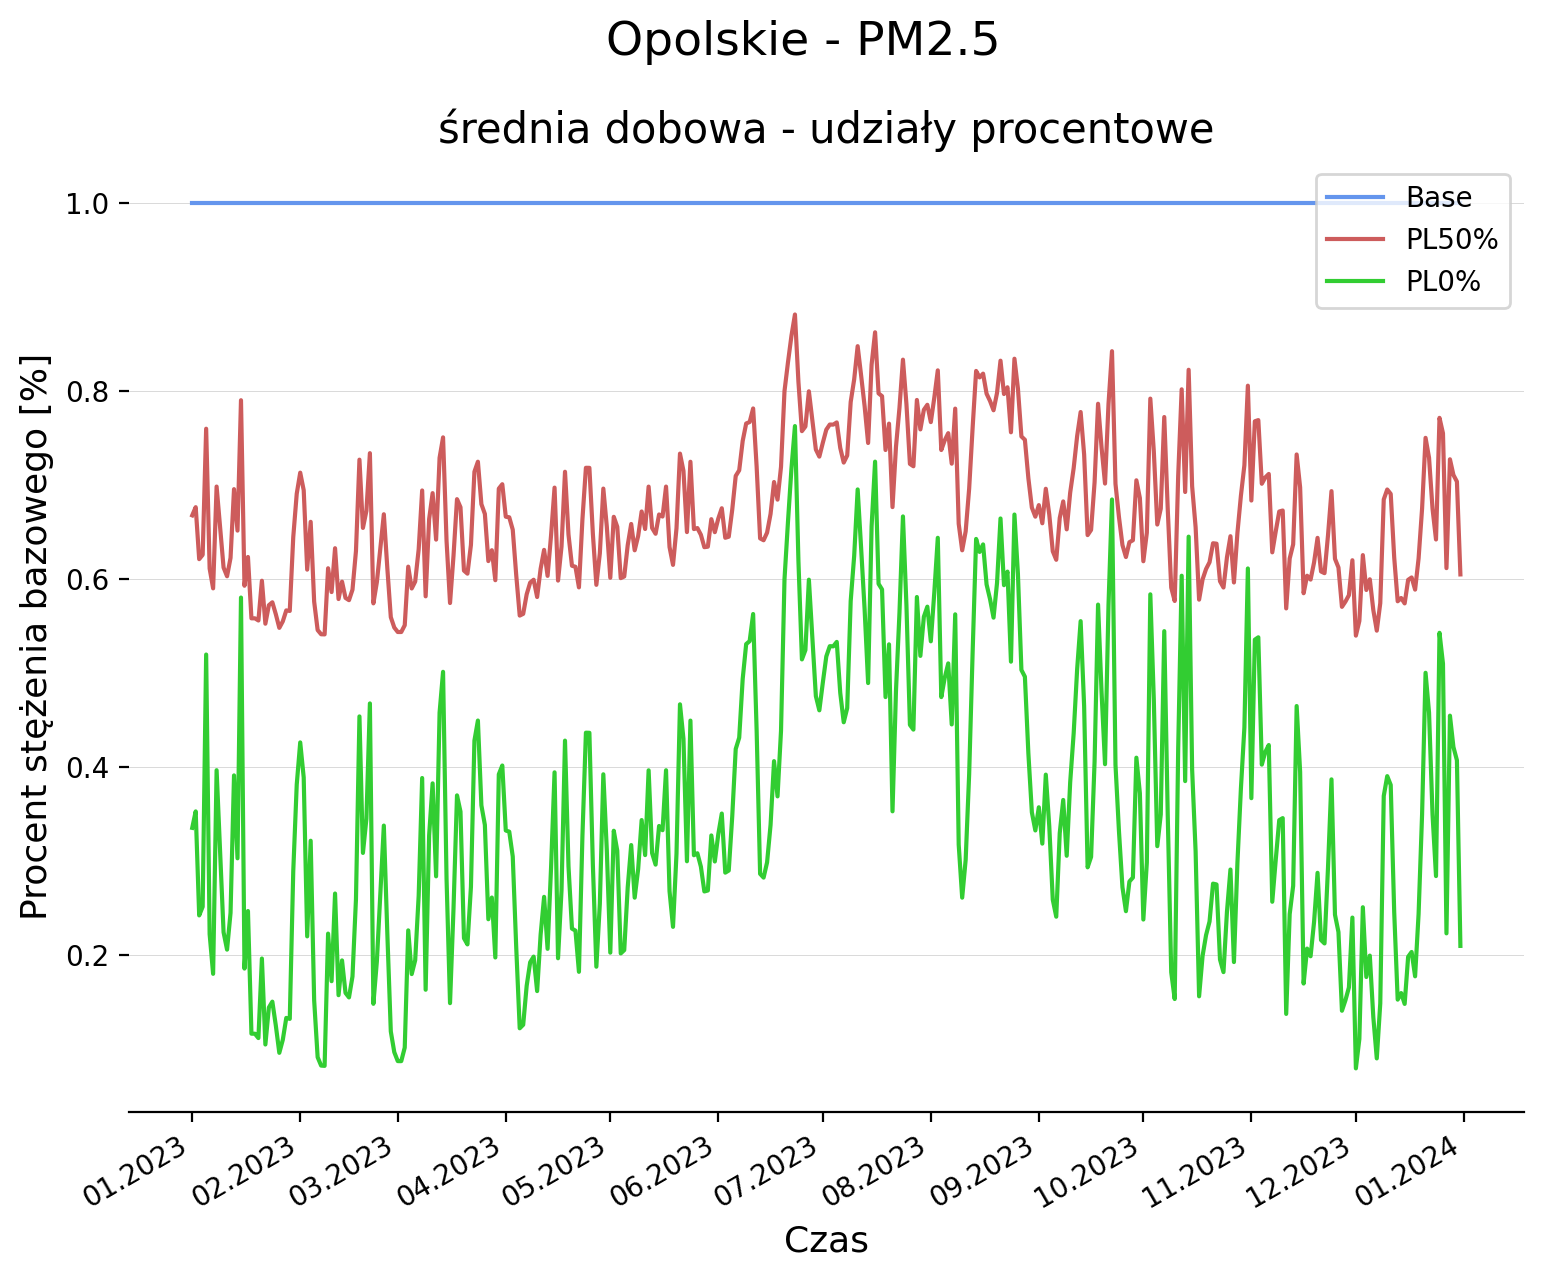 Opolskie - PM2.5
średnia dobowa - udziały procentowe
Procent stężenia bazowego [%]
1.0
0.8
0.6
0.4
0.2
Base
PL50%
PL0%
01.2023
02.2023
03.2023
04.2023
05.2023
06.2023
07.2023
08.2023
09.2023
10.2023
11.2023
12.2023
01.2024
Czas